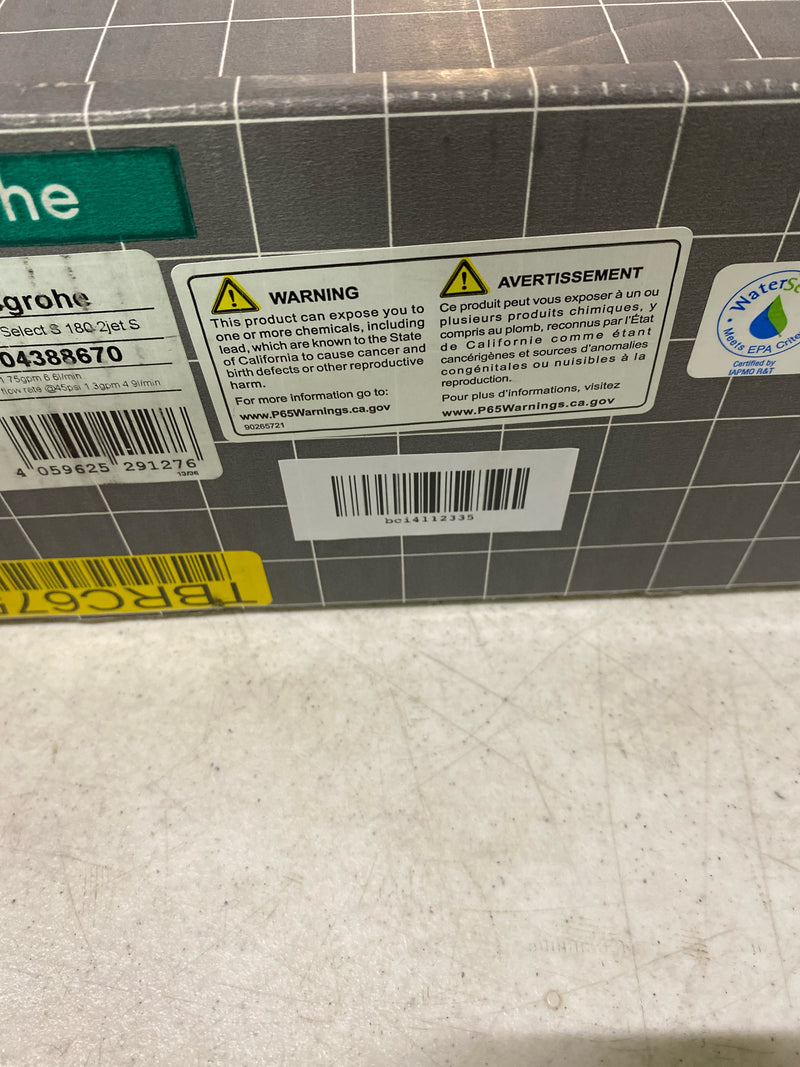 he
grohe
Select S 180 2jet S
04388670
1.75gpm 6.6l/min
flow rate @45psi 1.3gpm 4.9l/min
4 059625 291276
13/36
WARNING
This product can expose you to
one or more chemicals, including
lead, which are known to the State
of California to cause cancer and
birth defects or other reproductive
harm.
For more information go to:
www.P65Warnings.ca.gov
90265721
AVERTISSEMENT
Ce produit peut vous exposer à un ou
plusieurs produits chimiques, y
compris au plomb, reconnus par l'État
de Californie comme étant
cancérigènes et sources d'anomalies
congénitales ou nuisibles à la
reproduction.
Pour plus d'informations, visitez
www.P65Warnings.ca.gov
bci4112335
TBRC67
WaterSe
Meets EPA Crite
Certified by
IAPMO R&T